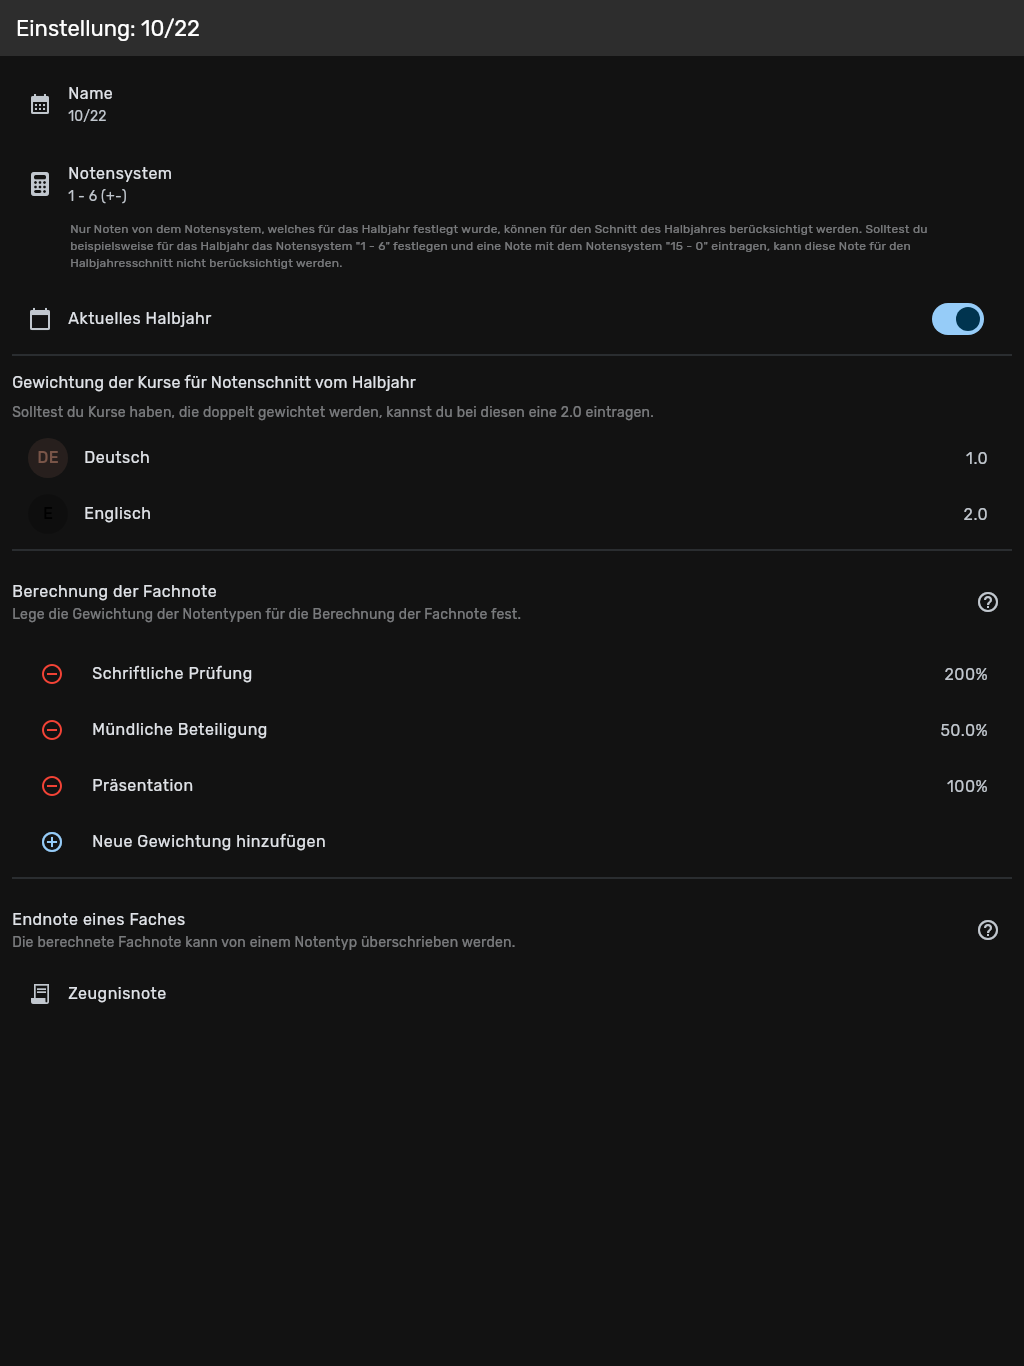 Einstellung: 10/22
Name
10/22
Notensystem
1 - 6 (+-)
Nur Noten von dem Notensystem, welches für das Halbjahr festlegt wurde, können für den Schnitt des Halbjahres berücksichtigt werden. Solltest du
beispielsweise für das Halbjahr das Notensystem "1 - 6" festlegen und eine Note mit dem Notensystem "15 - 0" eintragen, kann diese Note für den
Halbjahresschnitt nicht berücksichtigt werden.
Aktuelles Halbjahr
Gewichtung der Kurse für Notenschnitt vom Halbjahr
Solltest du Kurse haben, die doppelt gewichtet werden, kannst du bei diesen eine 2.0 eintragen.
DE Deutsch 1.0
E Englisch 2.0
Berechnung der Fachnote
Lege die Gewichtung der Notentypen für die Berechnung der Fachnote fest.
Schriftliche Prüfung 200%
Mündliche Beteiligung 50.0%
Präsentation 100%
Neue Gewichtung hinzufügen
Endnote eines Faches
Die berechnete Fachnote kann von einem Notentyp überschrieben werden.
Zeugnisnote